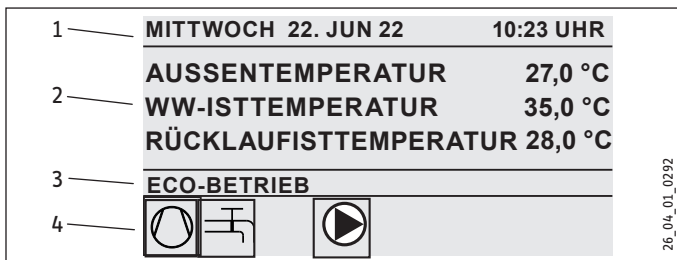 1 MITTWOCH 22. JUN 22 10:23 UHR
AUSSENTEMPERATUR 27,0 °C
2 WW-ISTTEMPERATUR 35,0 °C
RÜCKLAUFISTTEMPERATUR 28,0 °C
3 ECO-BETRIEB
4
26_04_01_0292